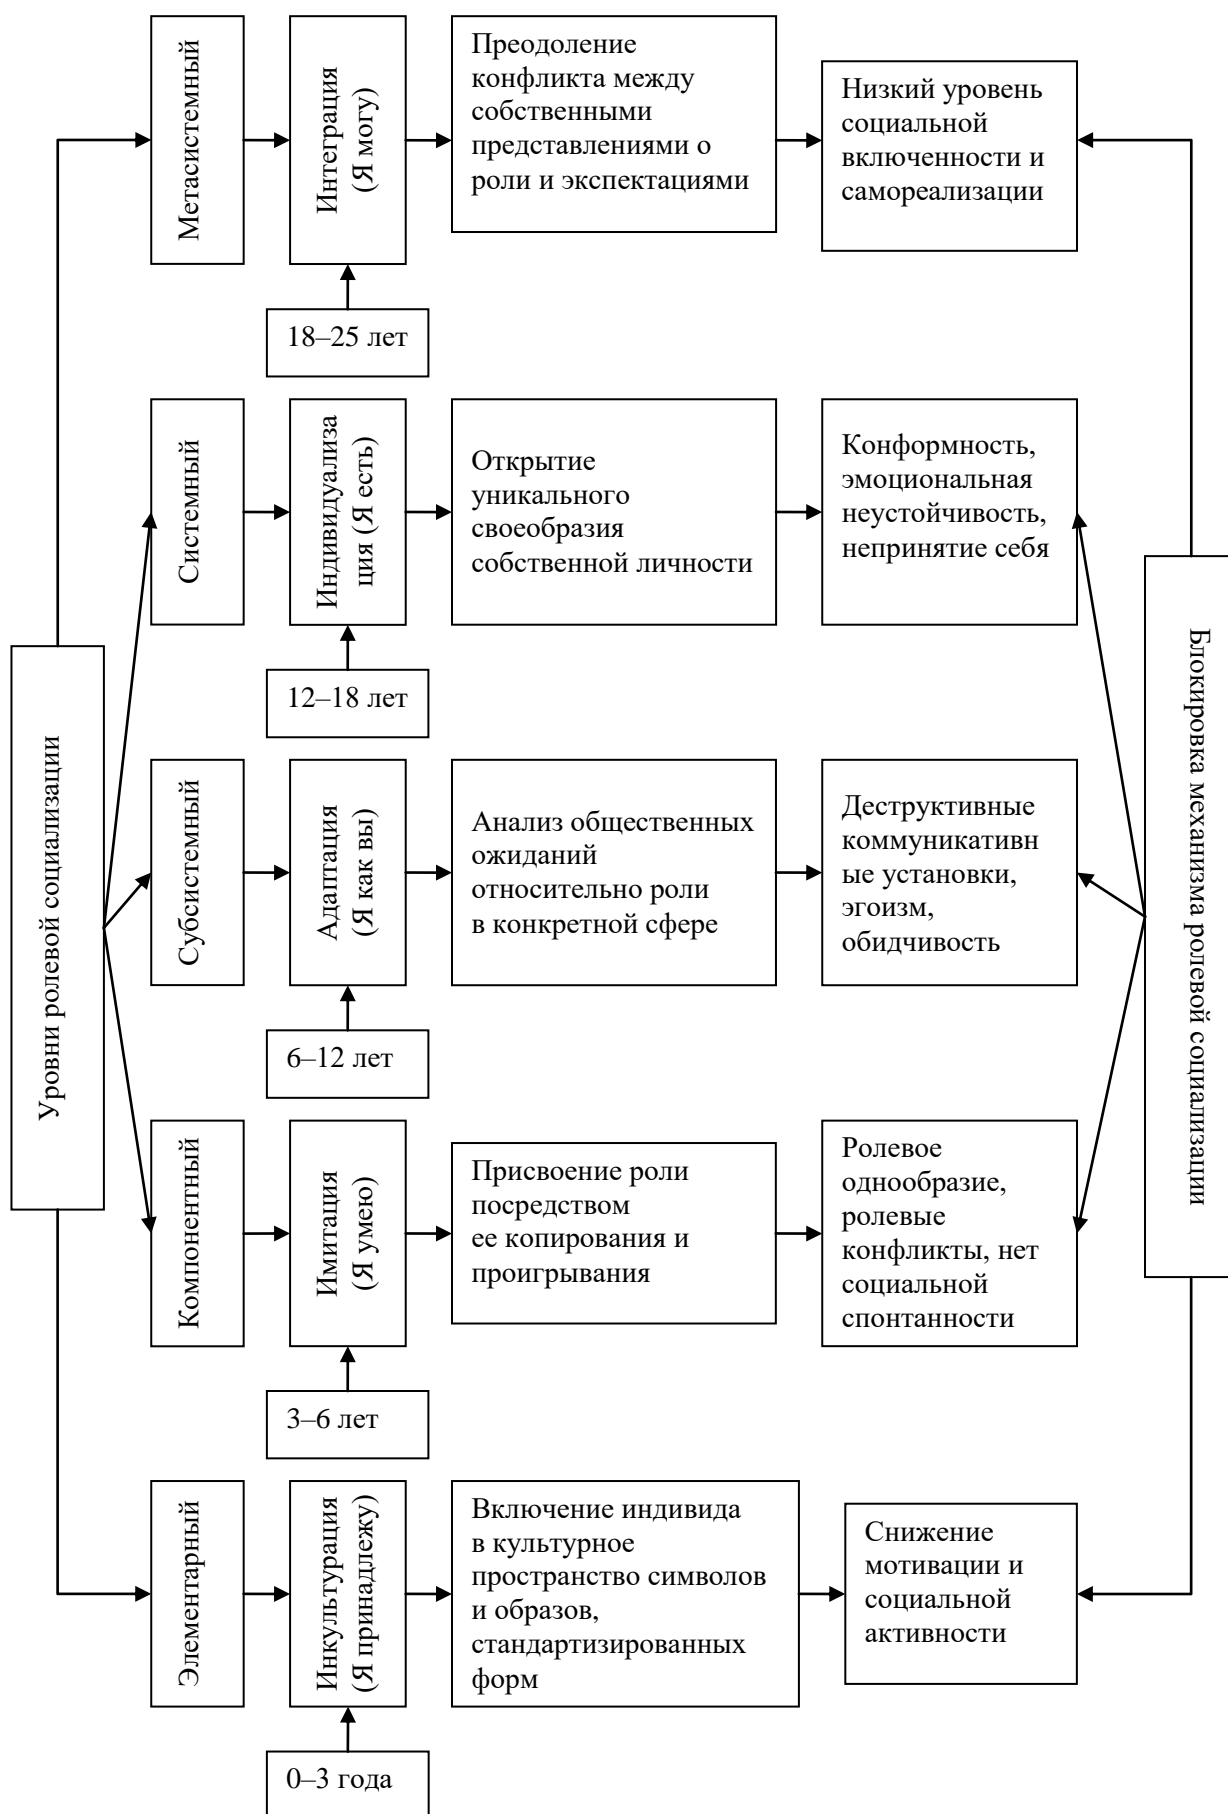 Уровни ролевой социализации
Метасистемный
Интеграция
(Я могу)
Преодоление
конфликта между
собственными
представлениями о
роли и экспектациями
Низкий уровень
социальной
включенности и
самореализации
18–25 лет
Системный
Индивидуализа
ция (Я есть)
Открытие
уникального
своеобразия
собственной личности
Конформность,
эмоциональная
неустойчивость,
непринятие себя
12–18 лет
Субсистемный
Адаптация
(Я как вы)
Анализ общественных
ожиданий
относительно роли
в конкретной сфере
Деструктивные
коммуникативн
ые установки,
эгоизм,
обидчивость
6–12 лет
Компонентный
Имитация
(Я умею)
Присвоение роли
посредством
ее копирования и
проигрывания
Ролевое
однообразие,
ролевые
конфликты, нет
социальной
спонтанности
3–6 лет
Элементарный
Инкультурация
(Я принадлежу)
Включение индивида
в культурное
пространство символов
и образов,
стандартизированных
форм
Снижение
мотивации и
социальной
активности
0–3 года
Блокировка механизма ролевой социализации